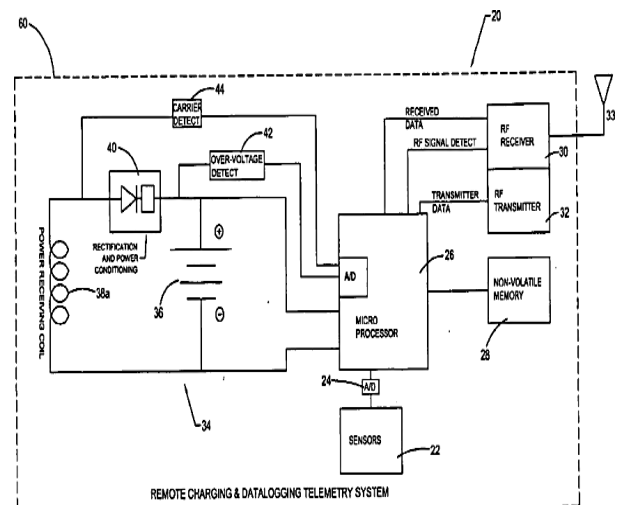 60
20
44
CARRIER
DETECT
RECEIVED
DATA
33
42
RF
RECEIVER
RF SIGNAL DETECT
40
OVER-VOLTAGE
DETECT
30
TRANSMITTER
DATA
RF
TRANSMITTER
32
RECTIFICATION
AND POWER
CONDITIONING
+
26
POWER RECEIVING COIL
38a
36
A/D
NON-VOLATILE
MEMORY
MICRO
PROCESSOR
-
28
24
A/D
34
SENSORS
22
REMOTE CHARGING & DATALOGGING TELEMETRY SYSTEM